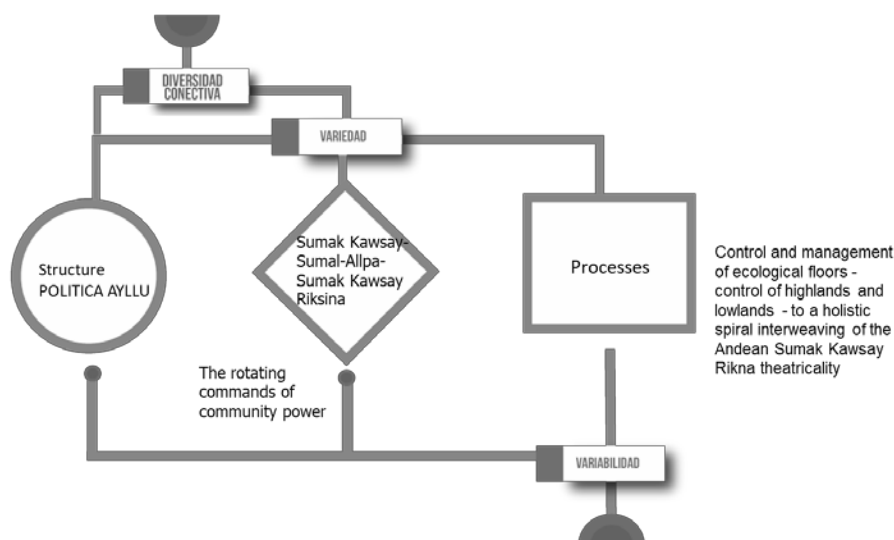 DIVERSIDAD
CONECTIVA
VARIEDAD
Structure
POLITICA AYLLU
Sumak Kawsay-
Sumal-Allpa-
Sumak Kawsay
Riksina
Processes
Control and management
of ecological floors -
control of highlands and
lowlands - to a holistic
spiral interweaving of the
Andean Sumak Kawsay
Rikna theatricality
The rotating
commands of
community power
VARIABILIDAD